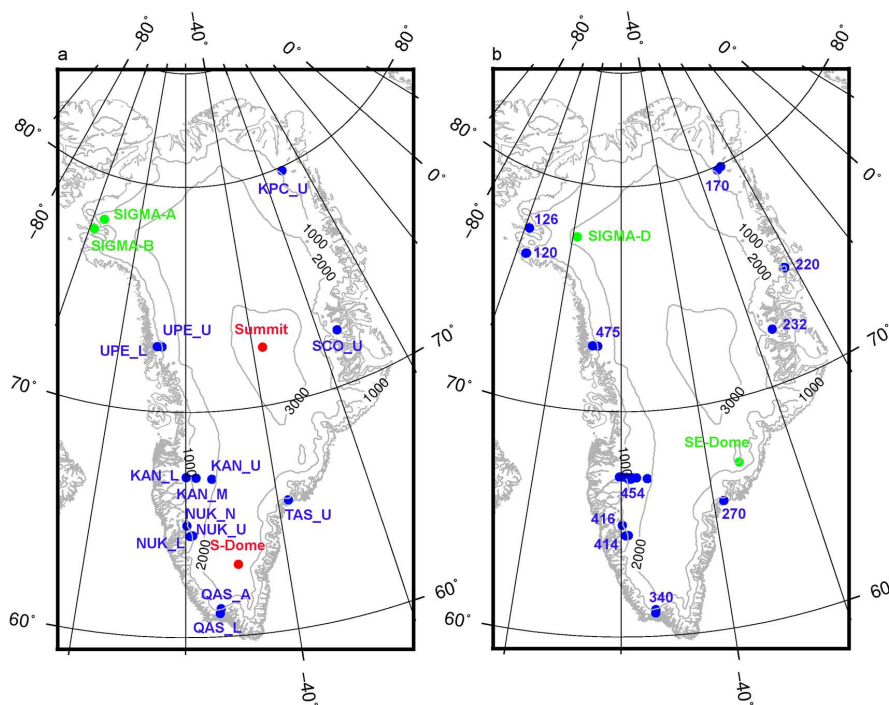 a
-80°
-40°
0°
80°
80°
-80°
0°
KPC_U
SIGMA-A
SIGMA-B
1000
2000
UPE_U
UPE_L
Summit
SCO_U
70°
70°
3000
1000
KAN_L
1000
KAN_U
KAN_M
NUK_N
NUK_U
NUK_L
2000
S-Dome
TAS_U
QAS_A
QAS_L
60°
60°
-40°
b
-80°
-40°
0°
80°
80°
-80°
0°
170
126
120
SIGMA-D
1000
2000
220
232
475
70°
70°
3000
1000
SE-Dome
1000
454
416
414
2000
270
340
60°
60°
-40°